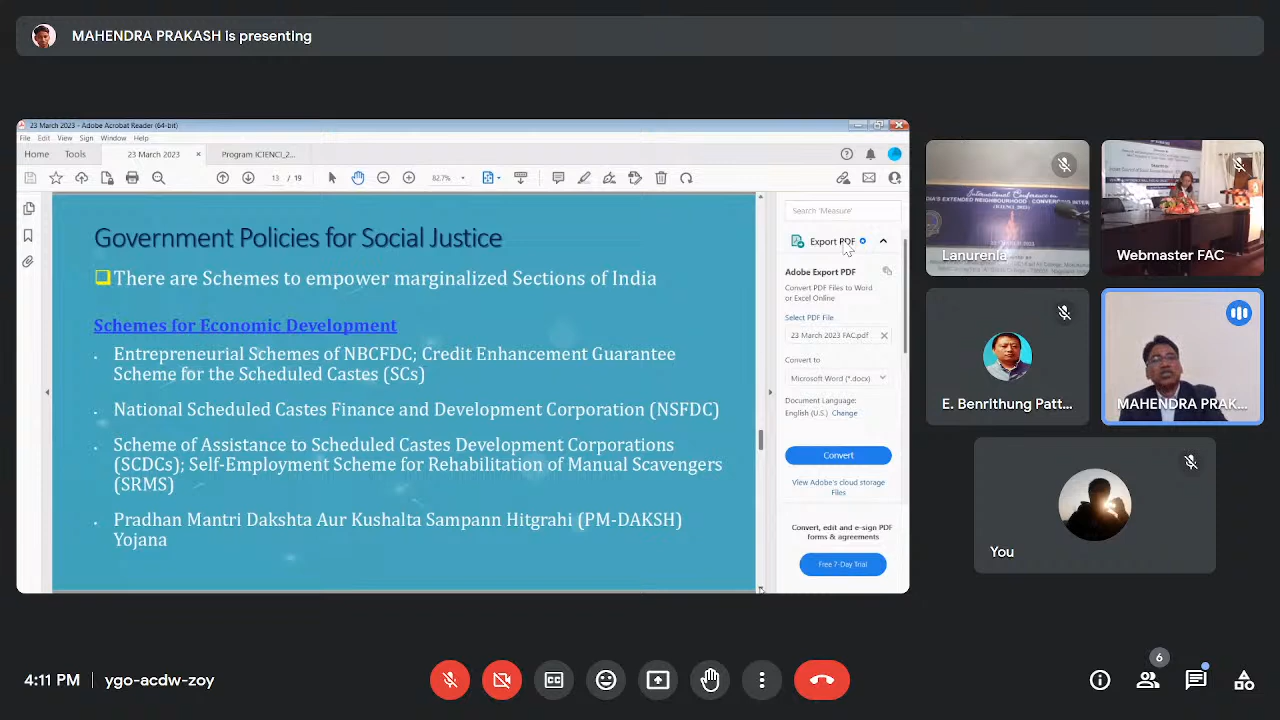 MAHENDRA PRAKASH is presenting
23 March 2023 - Adobe Acrobat Reader (64-bit)
File Edit View Sign Window Help
Home Tools 23 March 2023 × Program ICIENCI_2...
13 / 19 82.7%
Government Policies for Social Justice
There are Schemes to empower marginalized Sections of India
Schemes for Economic Development
Entrepreneurial Schemes of NBCFDC; Credit Enhancement Guarantee
Scheme for the Scheduled Castes (SCs)
National Scheduled Castes Finance and Development Corporation (NSFDC)
Scheme of Assistance to Scheduled Castes Development Corporations
(SCDCs); Self-Employment Scheme for Rehabilitation of Manual Scavengers
(SRMS)
Pradhan Mantri Dakshta Aur Kushalta Sampann Hitgrahi (PM-DAKSH)
Yojana
Search 'Measure'
Export PDF
Adobe Export PDF
Convert PDF Files to Word
or Excel Online
Select PDF File
23 March 2023 FAC.pdf
Convert to
Microsoft Word (*.docx)
Document Language:
English (U.S.) Change
Convert
View Adobe's cloud storage
Files
Convert, edit and e-sign PDF
forms & agreements
Free 7-Day Trial
International Conference
Lanurenla
Webmaster FAC
E. Benrithung Patt...
MAHENDRA PRAK...
You
4:11 PM | ygo-acdw-zoy
6